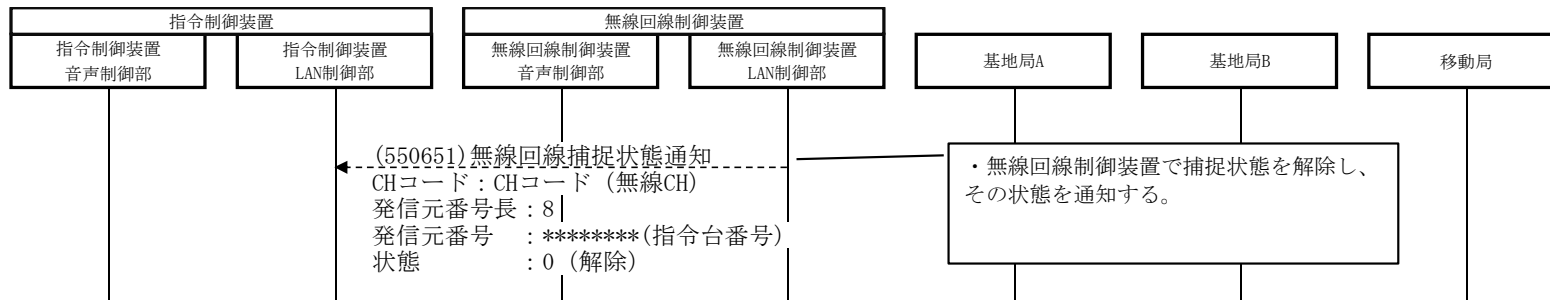 指令制御装置
無線回線制御装置
指令制御装置
音声制御部
指令制御装置
LAN制御部
無線回線制御装置
音声制御部
無線回線制御装置
LAN制御部
基地局A
基地局B
移動局
(550651)無線回線捕捉状態通知
CHコード：CHコード (無線CH)
発信元番号長：8
発信元番号　：********(指令台番号)
状態　　　　：0 (解除)
・無線回線制御装置で捕捉状態を解除し、
その状態を通知する。